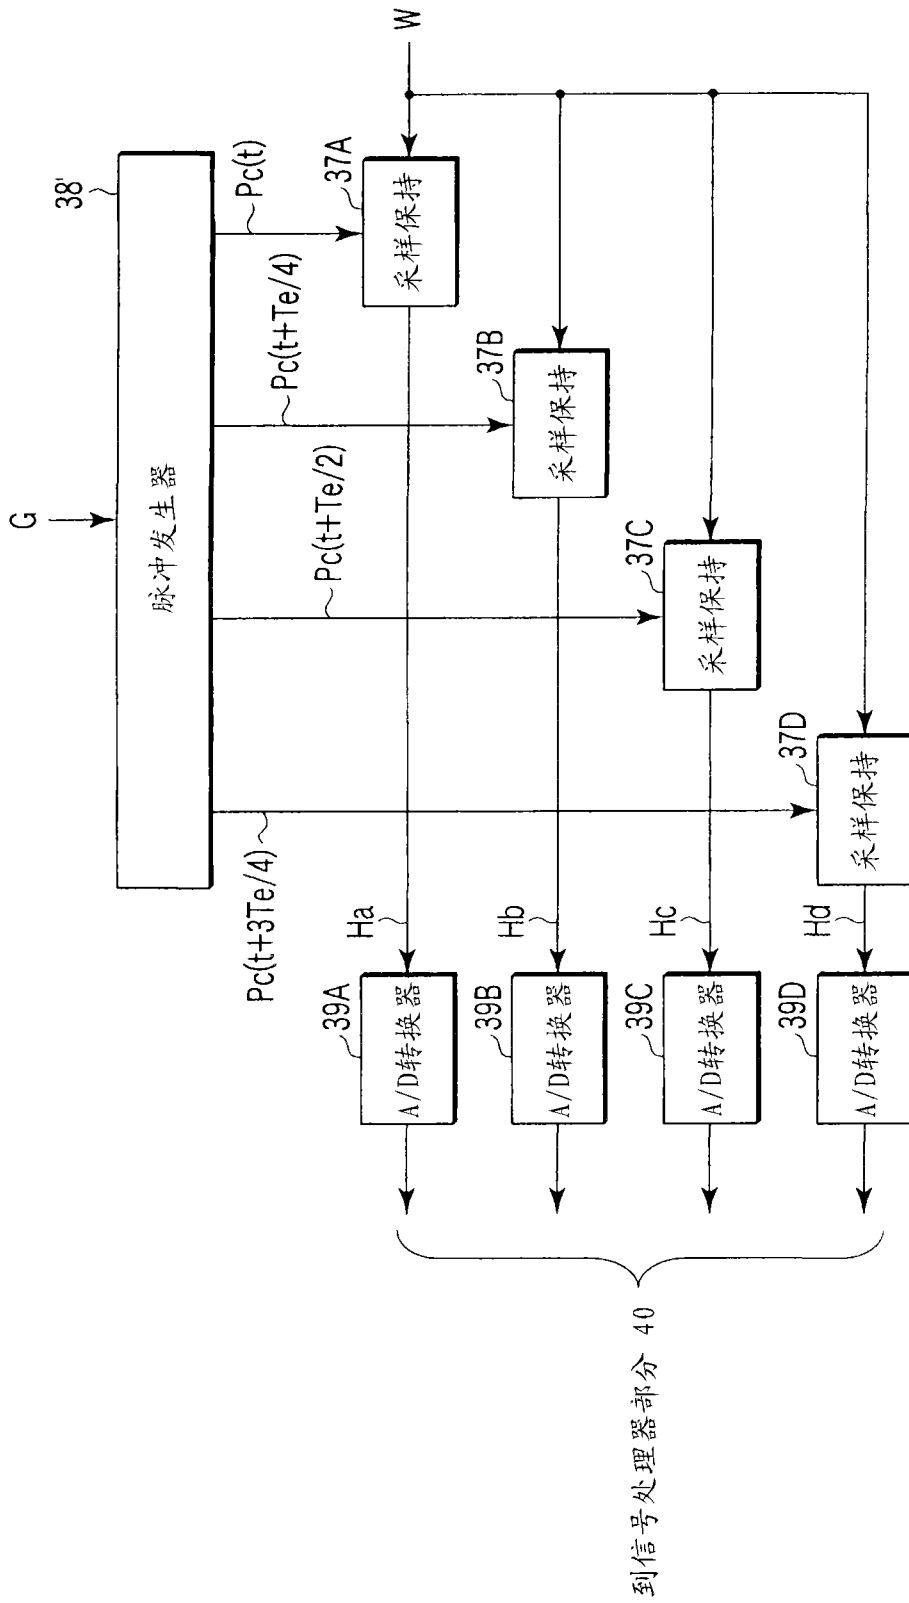 G
脉冲发生器
38'
Pc(t+3Te/4)
Pc(t+Te/2)
Pc(t+Te/4)
Pc(t)
W
39A
A/D转换器
Ha
37A
采样保持
39B
A/D转换器
Hb
37B
采样保持
39C
A/D转换器
Hc
37C
采样保持
39D
A/D转换器
Hd
37D
采样保持
到信号处理器部分 40